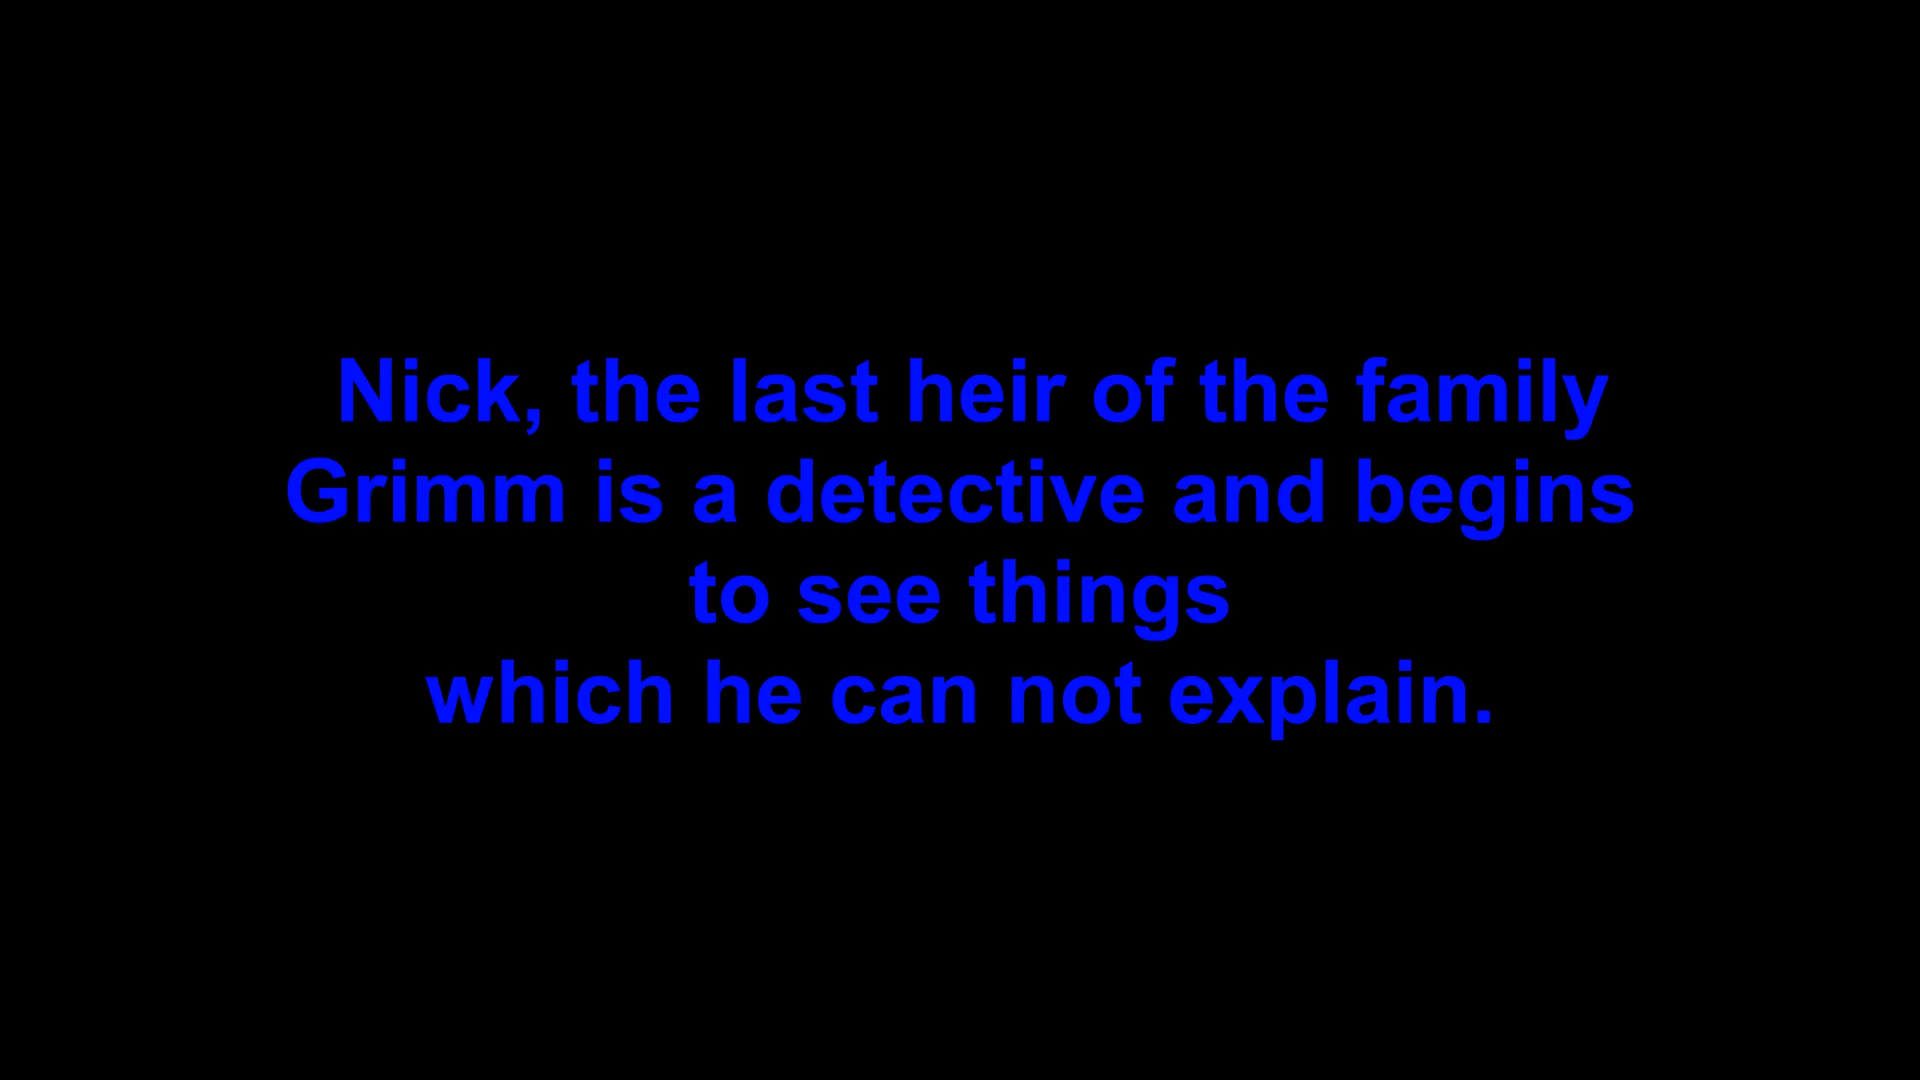 Nick, the last heir of the family
Grimm is a detective and begins
to see things
which he can not explain.